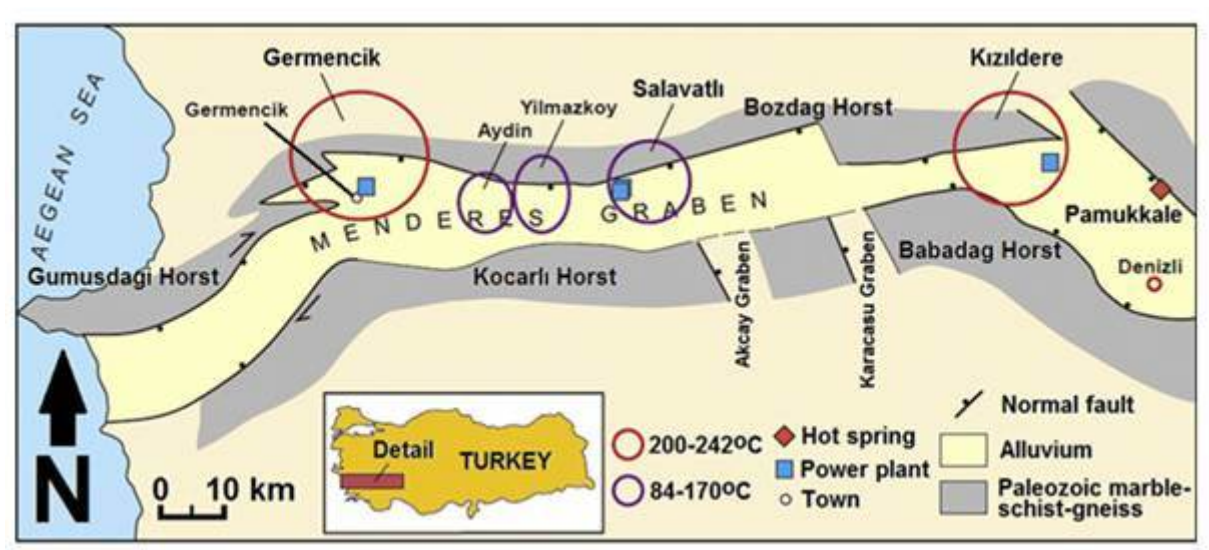 Germencik
Kızıldere
Germencik
Yilmazkoy
Salavatlı
Aydin
Bozdag Horst
AEGEAN SEA
MENDERES GRABEN
Pamukkale
Gumusdagi Horst
Kocarlı Horst
Babadag Horst
Denizli
Akcay Graben
Karacasu Graben
N
0 10 km
Detail
TURKEY
200-242ºC
84-170ºC
Hot spring
Power plant
Town
Normal fault
Alluvium
Paleozoic marble-
schist-gneiss